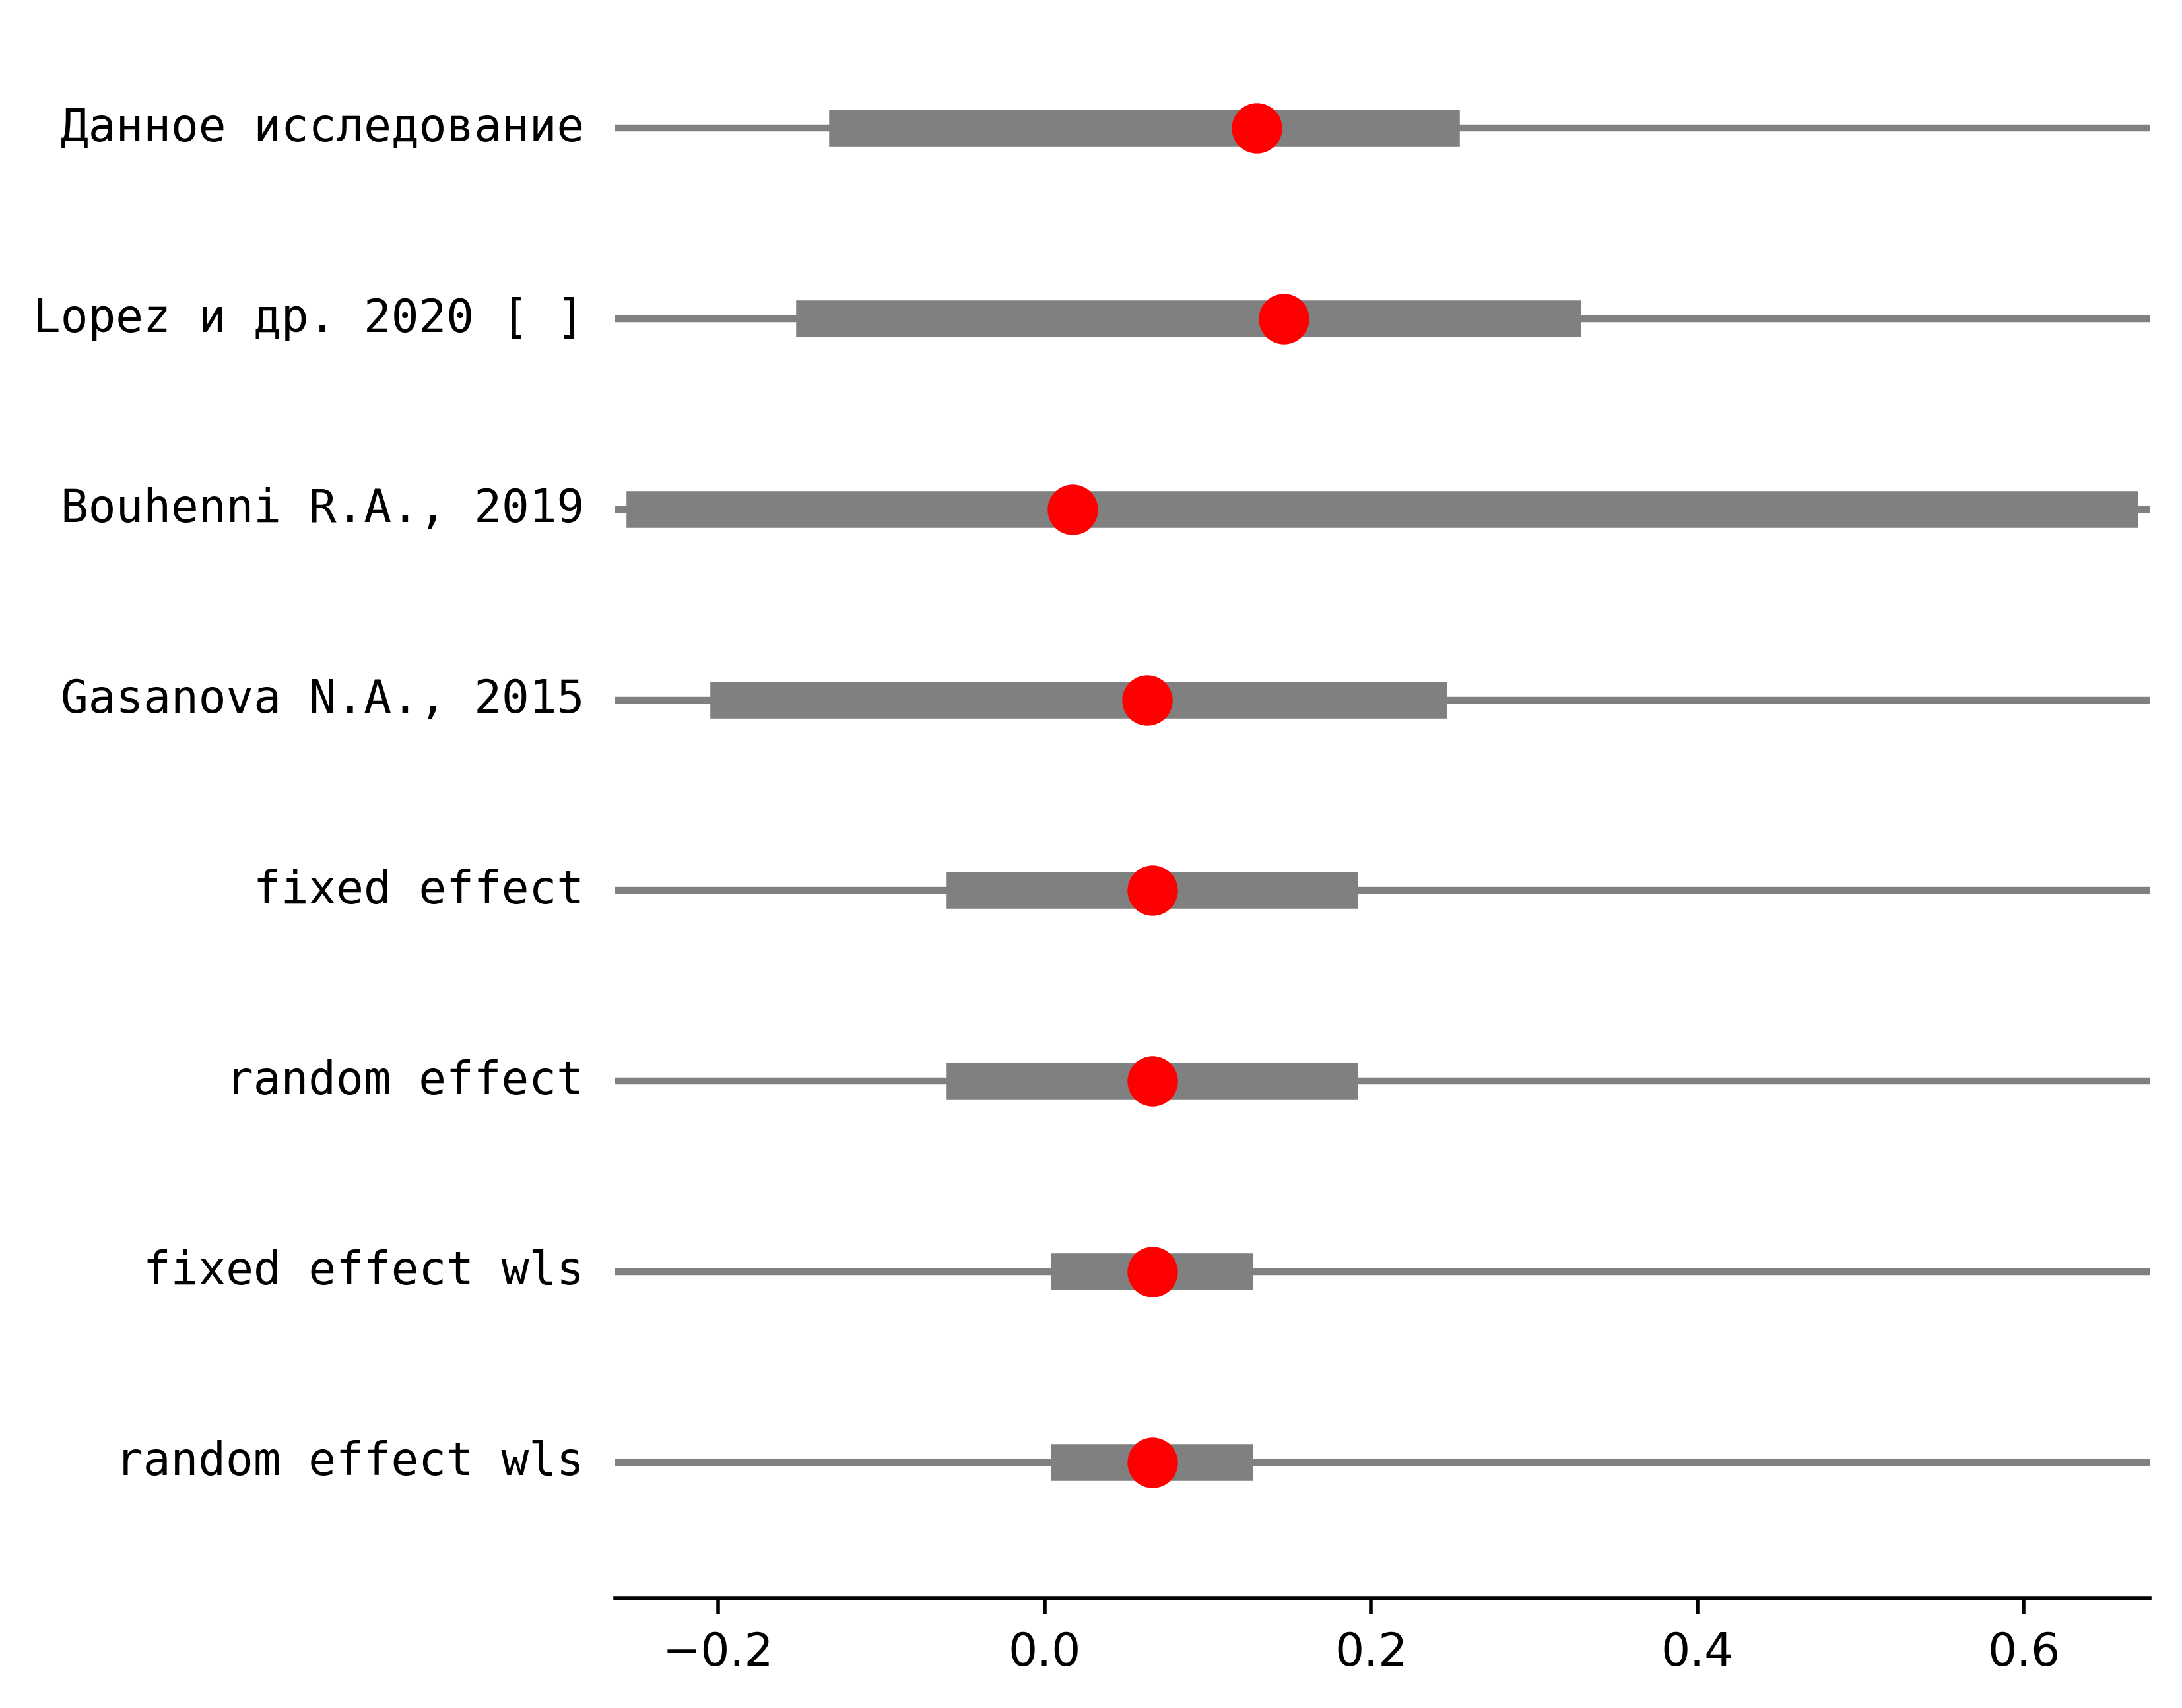 Данное исследование
Lopez и др. 2020 [ ]
Bouhenni R.A., 2019
Gasanova N.A., 2015
fixed effect
random effect
fixed effect wls
random effect wls
−0.2 0.0 0.2 0.4 0.6